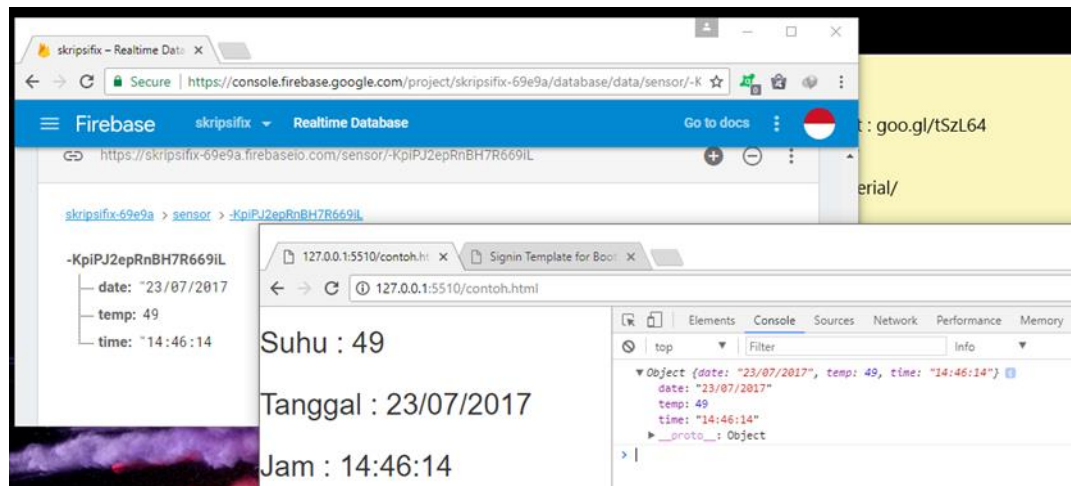 skripsifix – Realtime Data
Secure | https://console.firebase.google.com/project/skripsifix-69e9a/database/data/sensor/-K
Firebase skripsifix Realtime Database Go to docs
https://skripsifix-69e9a.firebaseio.com/sensor/-KpiPJ2epRnBH7R669iL
skripsifix-69e9a > sensor > -KpiPJ2epRnBH7R669iL
-KpiPJ2epRnBH7R669iL
date: "23/07/2017
temp: 49
time: "14:46:14
t : goo.gl/tSzL64
erial/
127.0.0.1:5510/contoh.ht Signin Template for Boot
127.0.0.1:5510/contoh.html
Suhu : 49
Tanggal : 23/07/2017
Jam : 14:46:14
Elements Console Sources Network Performance Memory
top Filter Info
Object {date: "23/07/2017", temp: 49, time: "14:46:14"}
date: "23/07/2017"
temp: 49
time: "14:46:14"
__proto__: Object